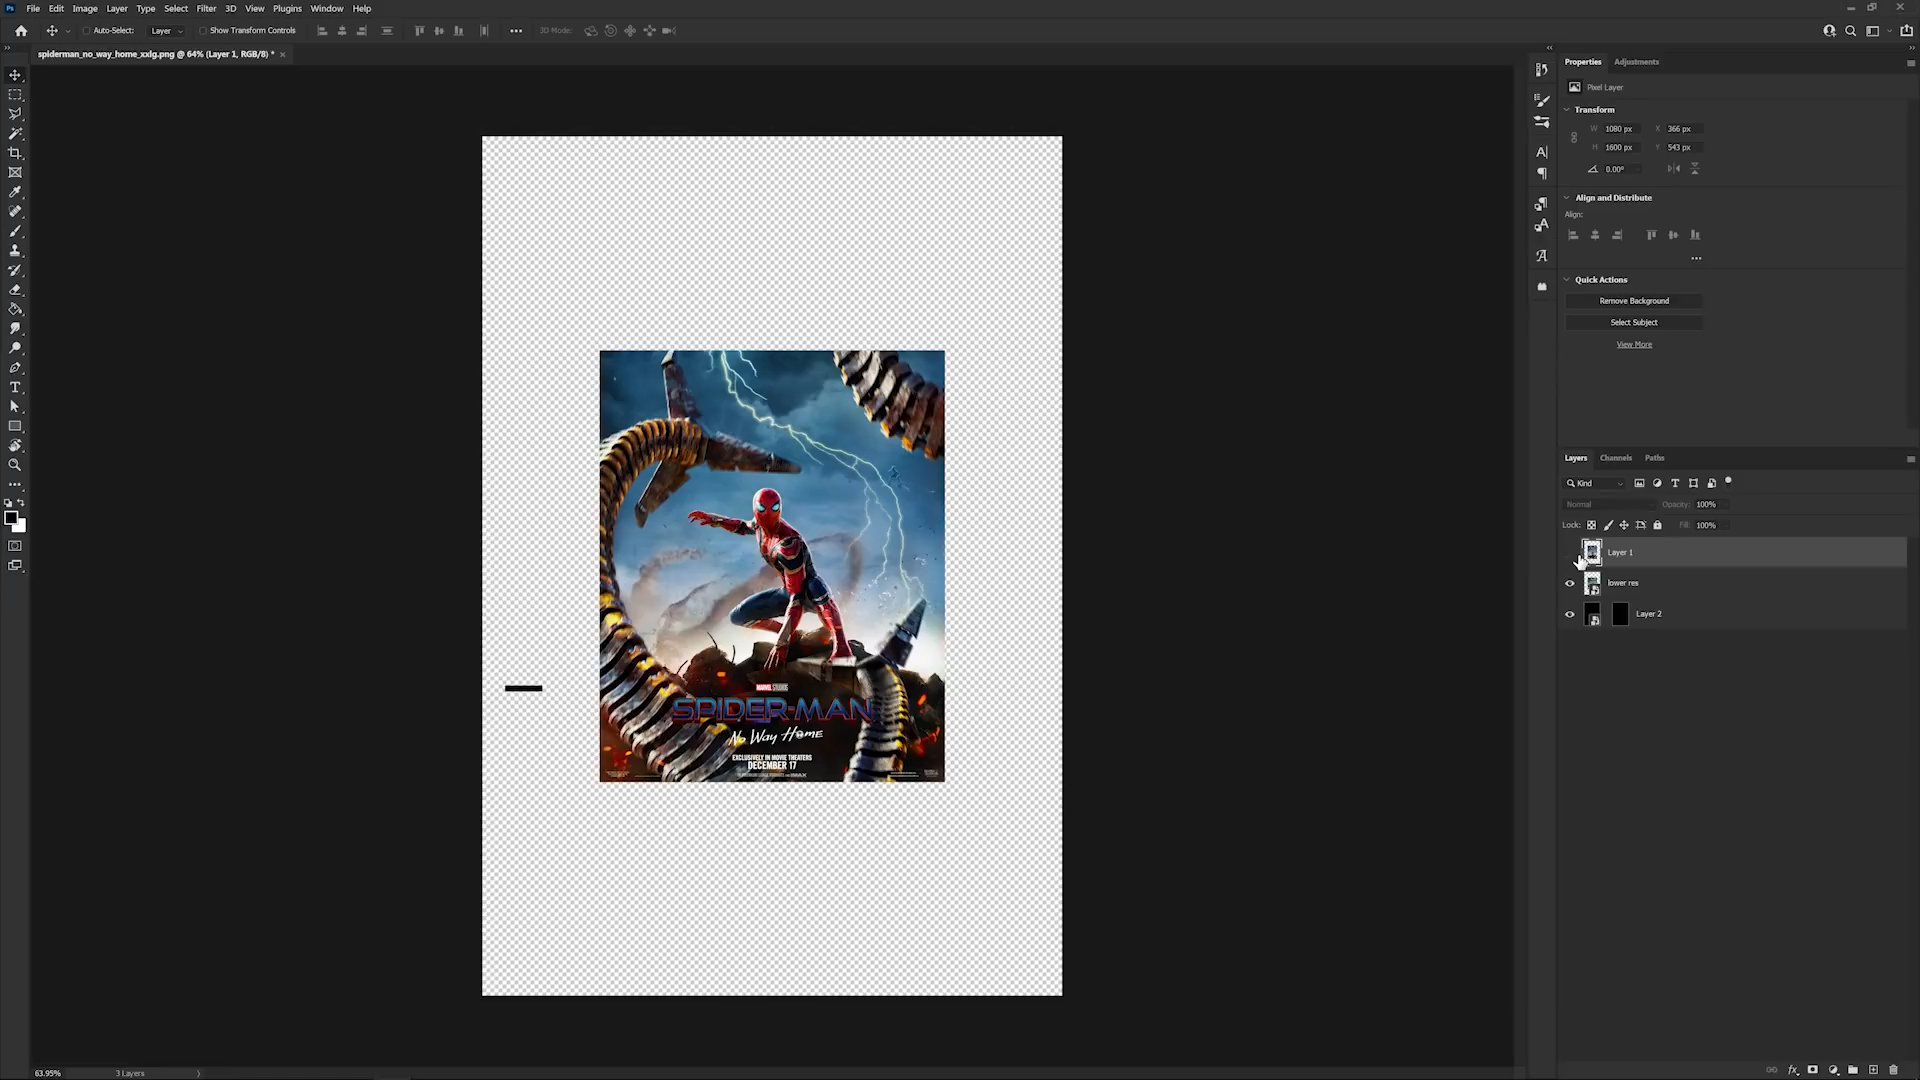 Ps File Edit Image Layer Type Select Filter 3D View Plugins Window Help
Auto-Select: Layer Show Transform Controls 3D Mode:
spiderman_no_way_home_xxlg.png @ 64% (Layer 1, RGB/8) *
Properties Adjustments
Pixel Layer
Transform
W 1080 px X 366 px
H 1600 px Y 543 px
0.00°
Align and Distribute
Align:
Quick Actions
Remove Background
Select Subject
View More
MARVEL STUDIOS
SPIDER-MAN
No Way Home
EXCLUSIVELY IN MOVIE THEATERS
DECEMBER 17
Layers Channels Paths
Kind
Normal Opacity: 100%
Lock: Fill: 100%
Layer 1
lower res
Layer 2
63.95% 3 Layers